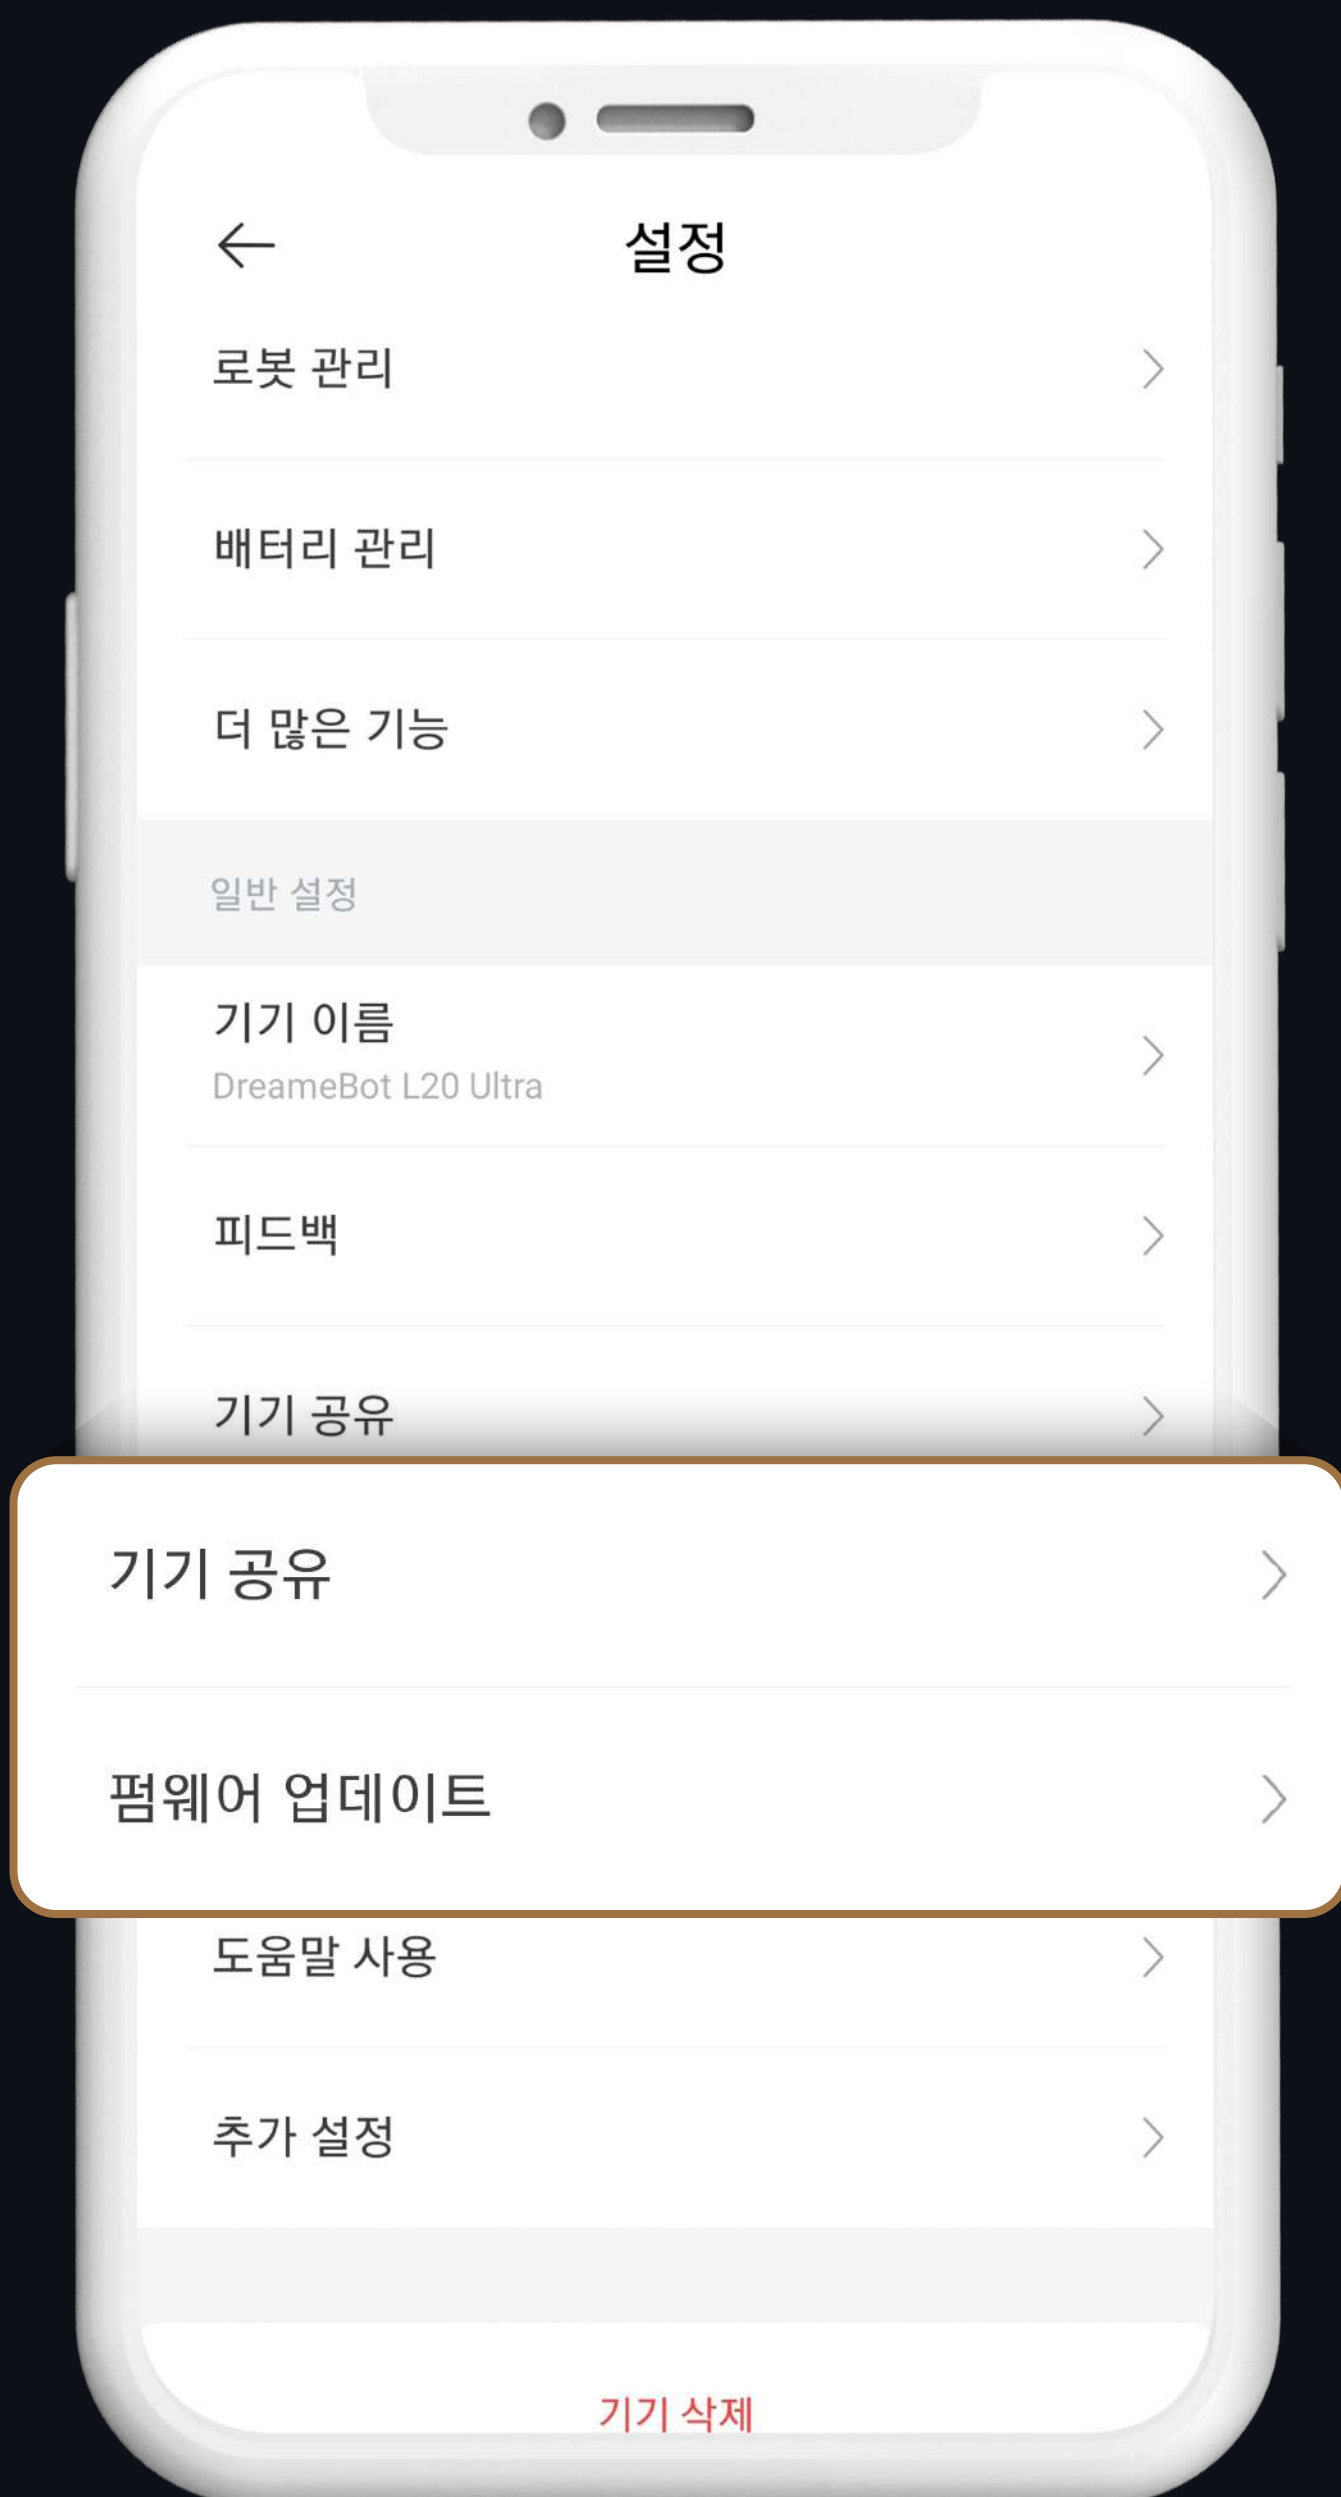 설정
로봇 관리
배터리 관리
더 많은 기능
일반 설정
기기 이름
DreameBot L20 Ultra
피드백
기기 공유
기기 공유
펌웨어 업데이트
도움말 사용
추가 설정
기기 삭제